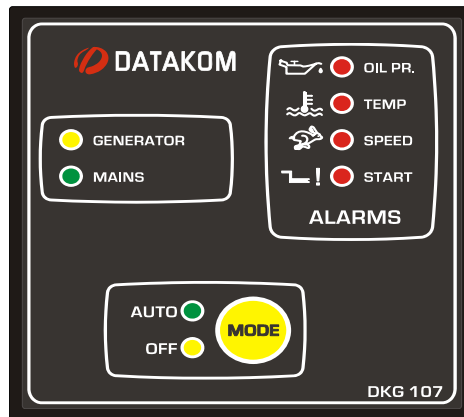 DATAKOM
GENERATOR
MAINS
OIL PR.
TEMP
SPEED
! START
ALARMS
AUTO
OFF
MODE
DKG 107